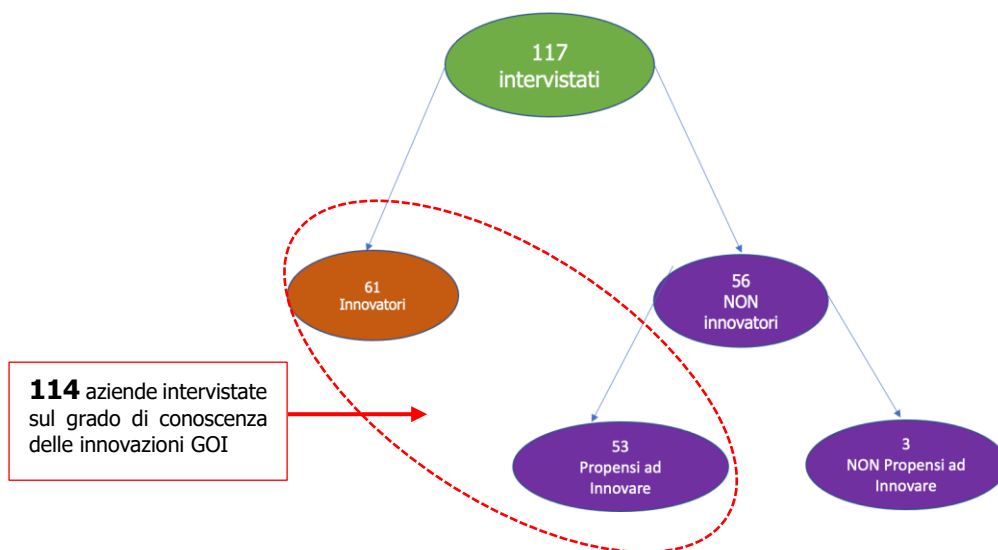 117
intervistati
61
Innovatori
56
NON
innovatori
114 aziende intervistate
sul grado di conoscenza
delle innovazioni GOI
53
Propensi ad
Innovare
3
NON Propensi ad
Innovare